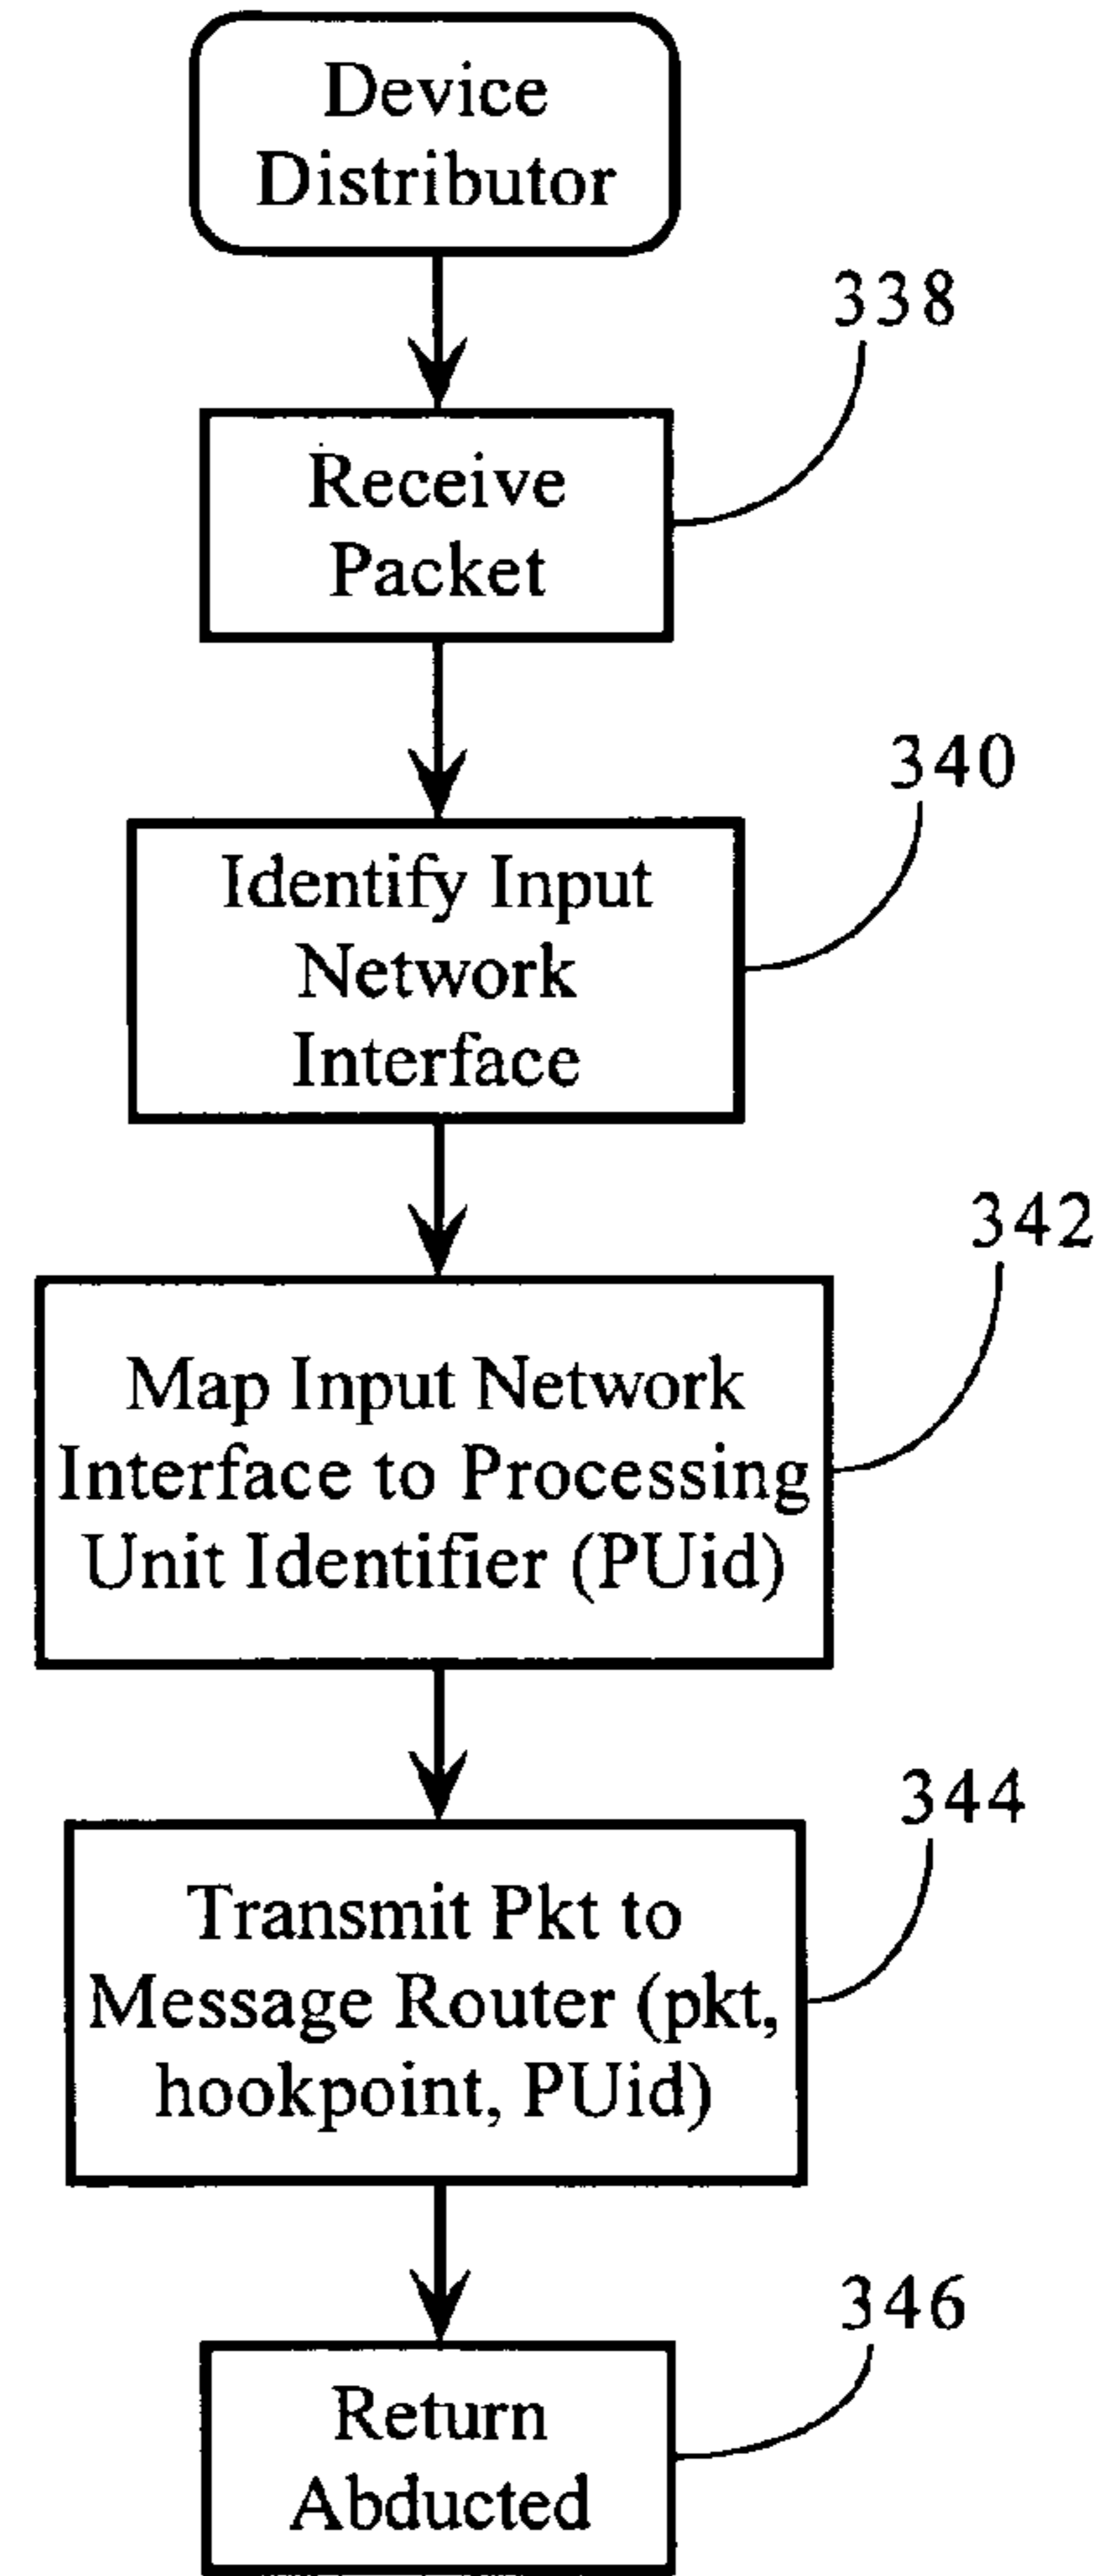 Device
Distributor
338
Receive
Packet
340
Identify Input
Network
Interface
342
Map Input Network
Interface to Processing
Unit Identifier (PUid)
344
Transmit Pkt to
Message Router (pkt,
hookpoint, PUid)
346
Return
Abducted